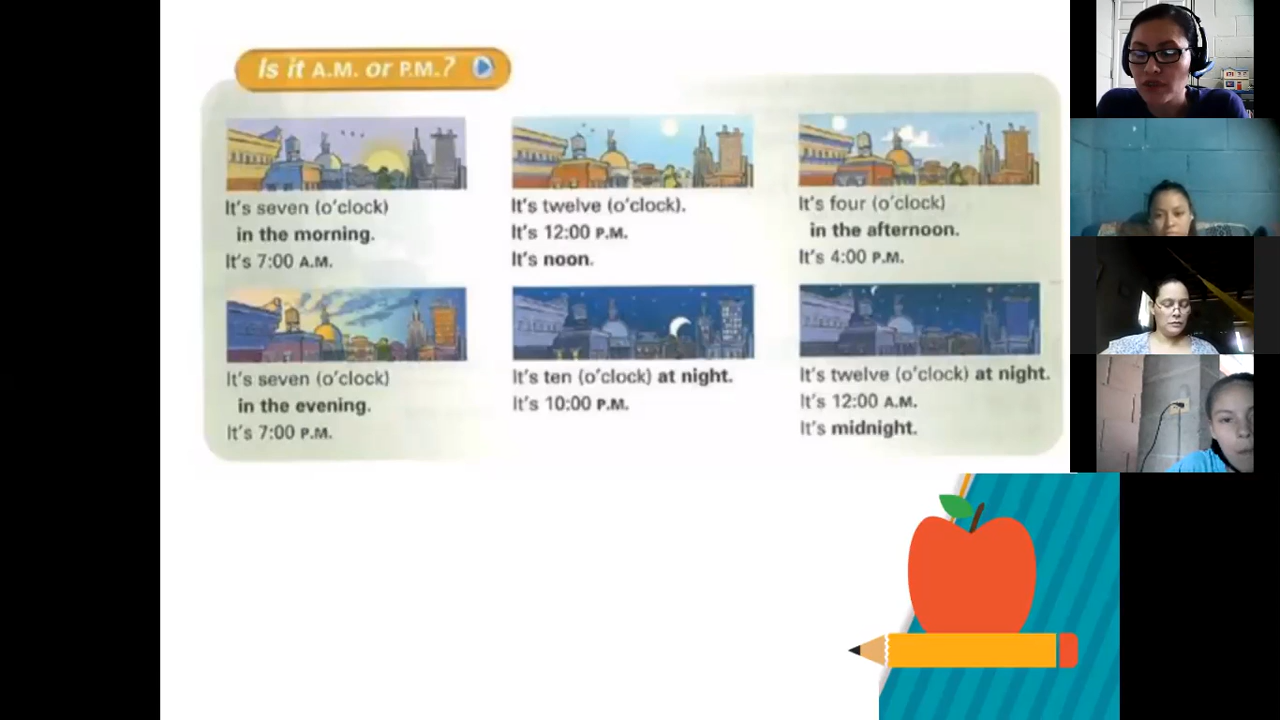 Is it A.M. or P.M.?
It's seven (o'clock)
in the morning.
It's 7:00 A.M.
It's twelve (o'clock).
It's 12:00 P.M.
It's noon.
It's four (o'clock)
in the afternoon.
It's 4:00 P.M.
It's seven (o'clock)
in the evening.
It's 7:00 P.M.
It's ten (o'clock) at night.
It's 10:00 P.M.
It's twelve (o'clock) at night.
It's 12:00 A.M.
It's midnight.